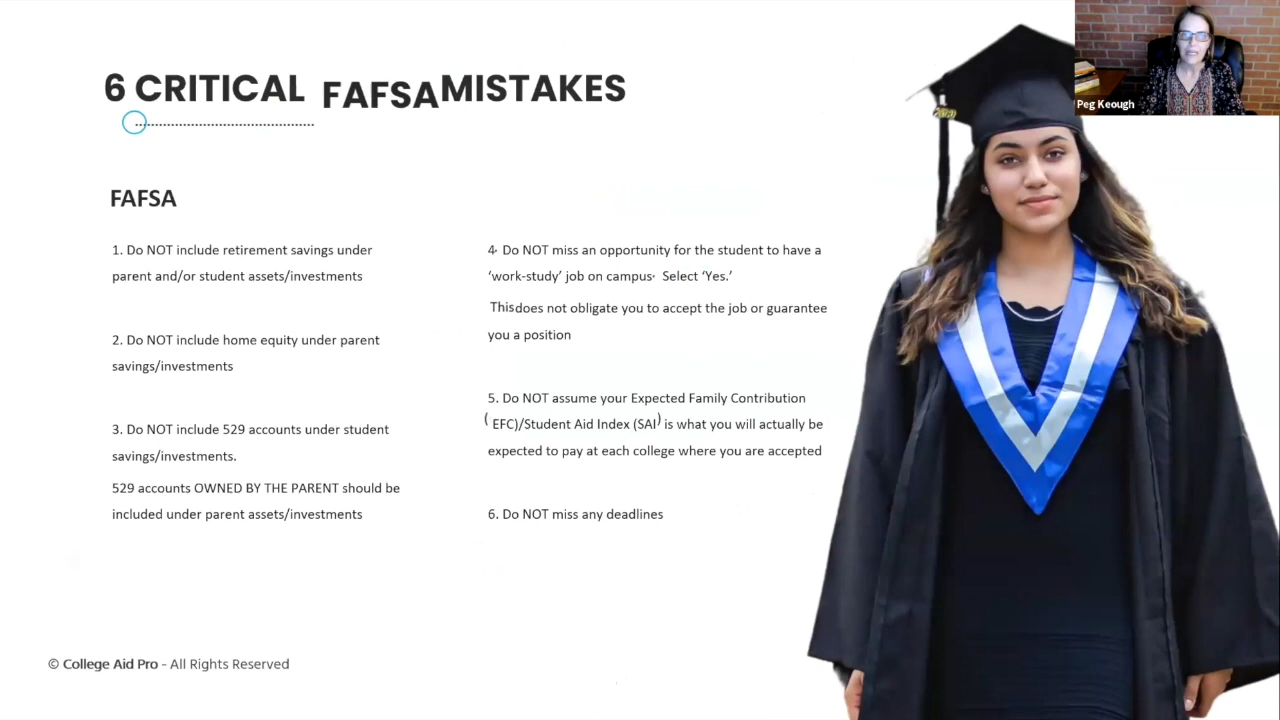 6 CRITICAL FAFSA MISTAKES
Peg Keough
FAFSA
1. Do NOT include retirement savings under
parent and/or student assets/investments
2. Do NOT include home equity under parent
savings/investments
3. Do NOT include 529 accounts under student
savings/investments.
529 accounts OWNED BY THE PARENT should be
included under parent assets/investments
4. Do NOT miss an opportunity for the student to have a
‘work-study’ job on campus. Select ‘Yes.’
This does not obligate you to accept the job or guarantee
you a position
5. Do NOT assume your Expected Family Contribution
(EFC)/Student Aid Index (SAI) is what you will actually be
expected to pay at each college where you are accepted
6. Do NOT miss any deadlines
© College Aid Pro - All Rights Reserved